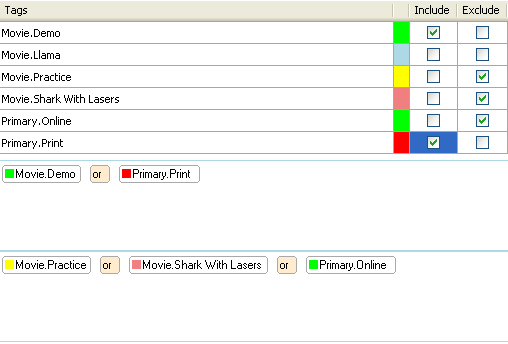 Tags Include Exclude
Movie.Demo
Movie.Llama
Movie.Practice
Movie.Shark With Lasers
Primary.Online
Primary.Print
Movie.Demo or Primary.Print
Movie.Practice or Movie.Shark With Lasers or Primary.Online